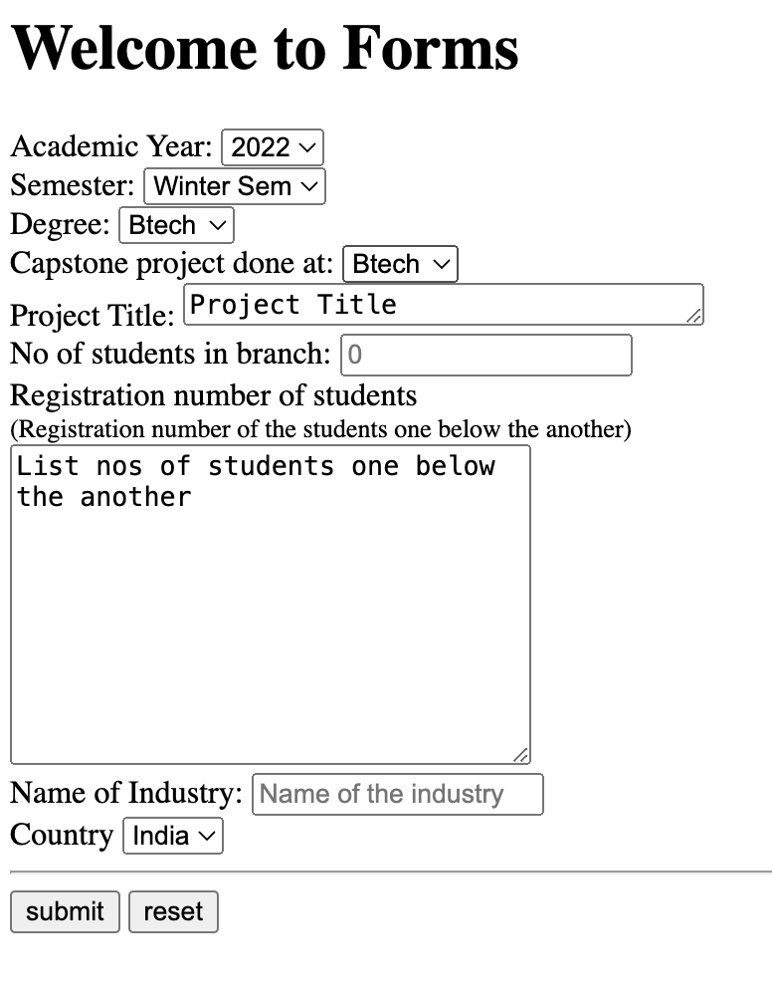 Welcome to Forms
Academic Year: 2022
Semester: Winter Sem
Degree: Btech
Capstone project done at: Btech
Project Title: Project Title
No of students in branch: 0
Registration number of students
(Registration number of the students one below the another)
List nos of students one below
the another
Name of Industry: Name of the industry
Country India
submit reset